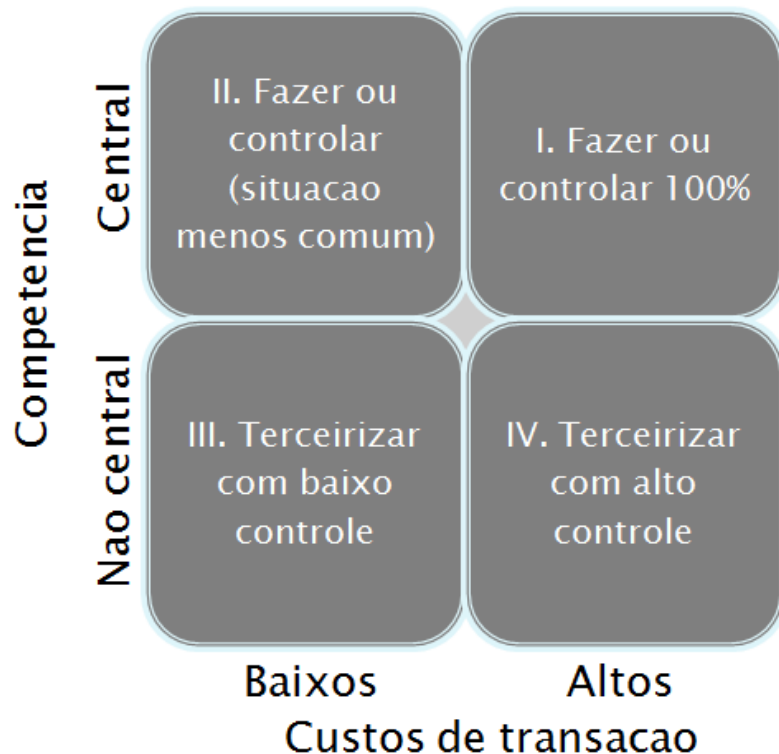 Competencia
Central
II. Fazer ou
controlar
(situacao
menos comum)
I. Fazer ou
controlar 100%
Nao central
III. Terceirizar
com baixo
controle
IV. Terceirizar
com alto
controle
Baixos
Altos
Custos de transacao